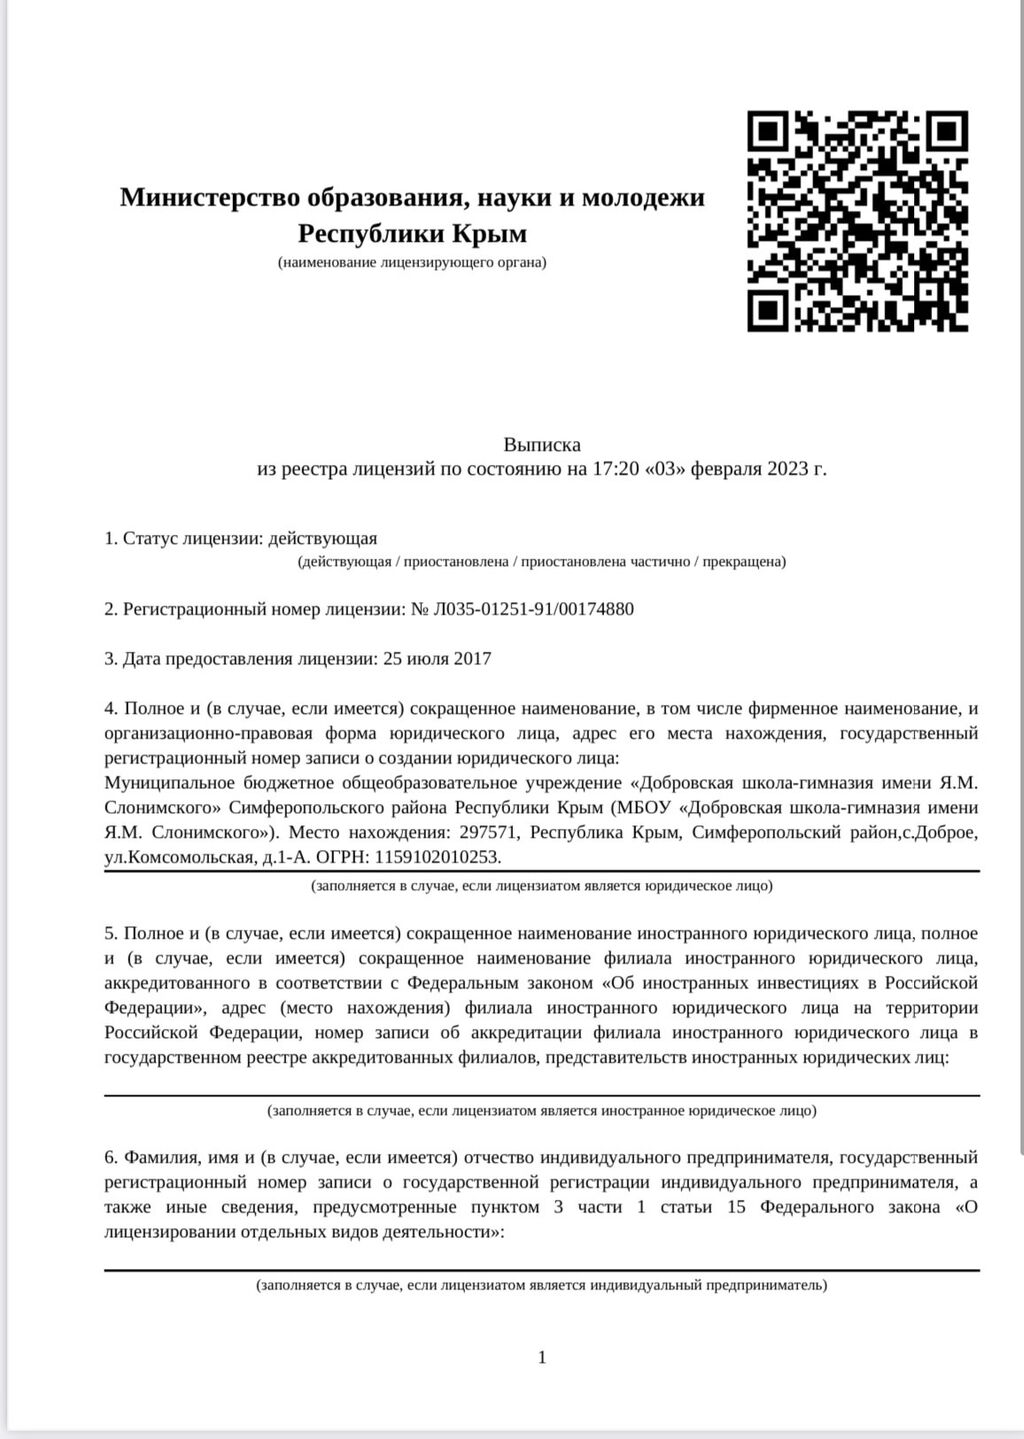 Министерство образования, науки и молодежи
Республики Крым
(наименование лицензирующего органа)
Выписка
из реестра лицензий по состоянию на 17:20 «03» февраля 2023 г.
1. Статус лицензии: действующая
(действующая / приостановлена / приостановлена частично / прекращена)
2. Регистрационный номер лицензии: № Л035-01251-91/00174880
3. Дата предоставления лицензии: 25 июля 2017
4. Полное и (в случае, если имеется) сокращенное наименование, в том числе фирменное наименование, и
организационно-правовая форма юридического лица, адрес его места нахождения, государственный
регистрационный номер записи о создании юридического лица:
Муниципальное бюджетное общеобразовательное учреждение «Добровская школа-гимназия имени Я.М.
Слонимского» Симферопольского района Республики Крым (МБОУ «Добровская школа-гимназия имени
Я.М. Слонимского»). Место нахождения: 297571, Республика Крым, Симферопольский район,с.Доброе,
ул.Комсомольская, д.1-А. ОГРН: 1159102010253.
(заполняется в случае, если лицензиатом является юридическое лицо)
5. Полное и (в случае, если имеется) сокращенное наименование иностранного юридического лица, полное
и (в случае, если имеется) сокращенное наименование филиала иностранного юридического лица,
аккредитованного в соответствии с Федеральным законом «Об иностранных инвестициях в Российской
Федерации», адрес (место нахождения) филиала иностранного юридического лица на территории
Российской Федерации, номер записи об аккредитации филиала иностранного юридического лица в
государственном реестре аккредитованных филиалов, представительств иностранных юридических лиц:
(заполняется в случае, если лицензиатом является иностранное юридическое лицо)
6. Фамилия, имя и (в случае, если имеется) отчество индивидуального предпринимателя, государственный
регистрационный номер записи о государственной регистрации индивидуального предпринимателя, а
также иные сведения, предусмотренные пунктом 3 части 1 статьи 15 Федерального закона «О
лицензировании отдельных видов деятельности»:
(заполняется в случае, если лицензиатом является индивидуальный предприниматель)
1